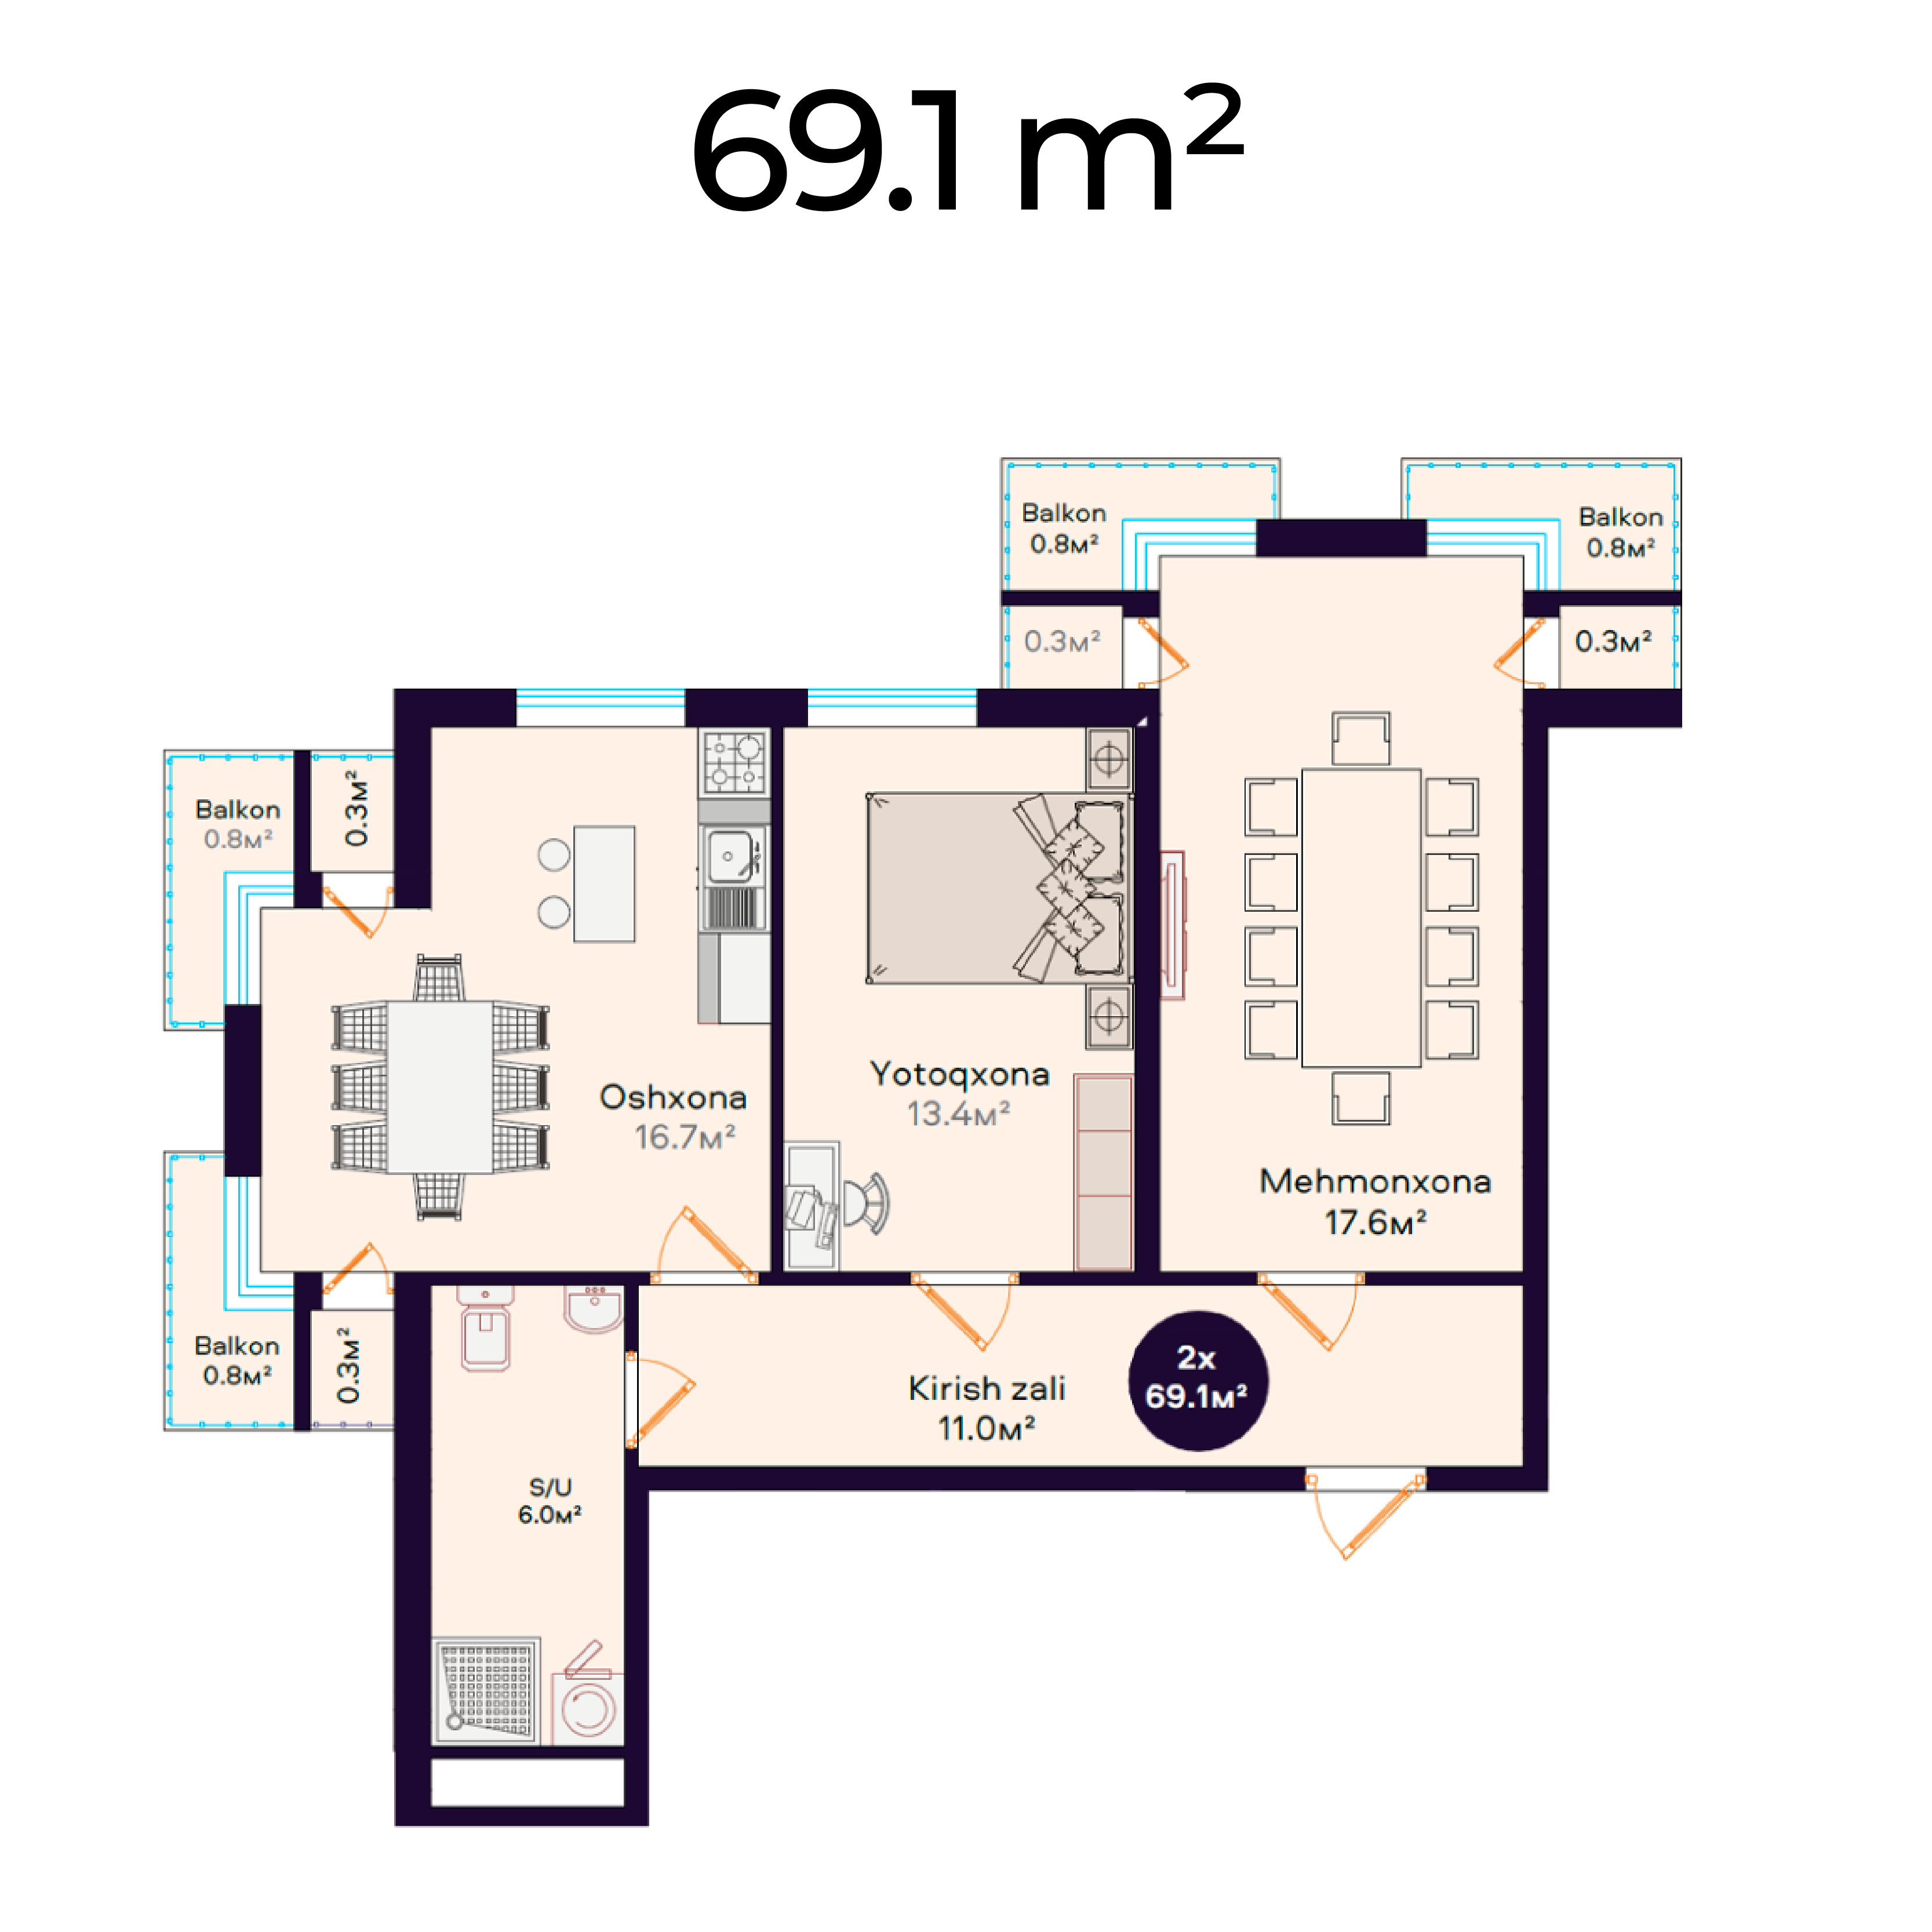 69.1 m²
Balkon
0.8м²
Balkon
0.8м²
0.3м²
0.3м²
Balkon
0.8м²
0.3м²
Oshxona
16.7м²
Yotoqxona
13.4м²
Mehmonxona
17.6м²
Balkon
0.8м²
0.3м²
Kirish zali
11.0м²
2x
69.1м²
S/U
6.0м²